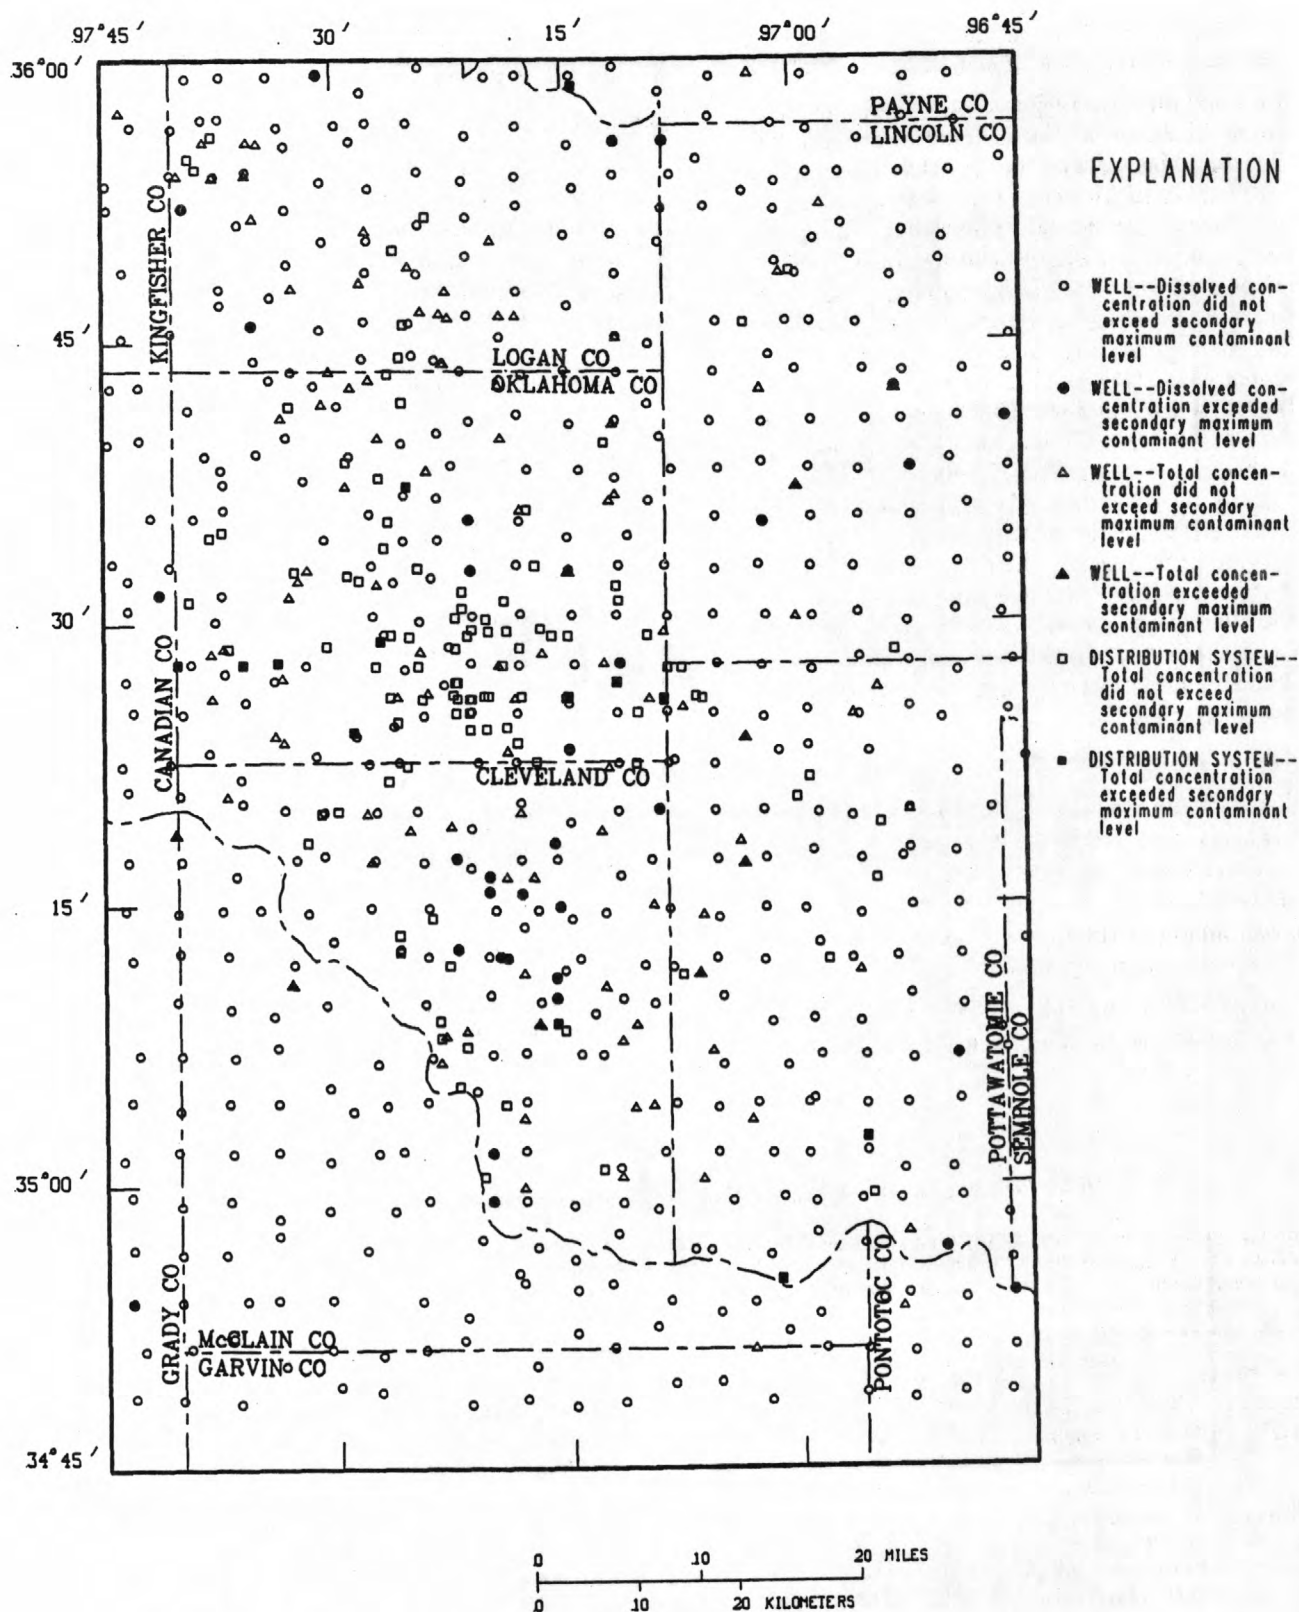 97°45′ 30′ 15′ 97°00′ 96°45′
36°00′
PAYNE CO
LINCOLN CO
KINGFISHER CO
45′
LOGAN CO
OKLAHOMA CO
30′
CANADIAN CO
CLEVELAND CO
15′
POTTAWATOMIE CO
SEMINOLE CO
35°00′
GRADY CO
McCLAIN CO
GARVIN CO
PONTOTOC CO
34°45′
EXPLANATION
WELL--Dissolved con-
centration did not
exceed secondary
maximum contaminant
level
WELL--Dissolved con-
centration exceeded
secondary maximum
contaminant level
WELL--Total concen-
tration did not
exceed secondary
maximum contaminant
level
WELL--Total concen-
tration exceeded
secondary maximum
contaminant level
DISTRIBUTION SYSTEM--
Total concentration
did not exceed
secondary maximum
contaminant level
DISTRIBUTION SYSTEM--
Total concentration
exceeded secondary
maximum contaminant
level
0 10 20 MILES
0 10 20 KILOMETERS